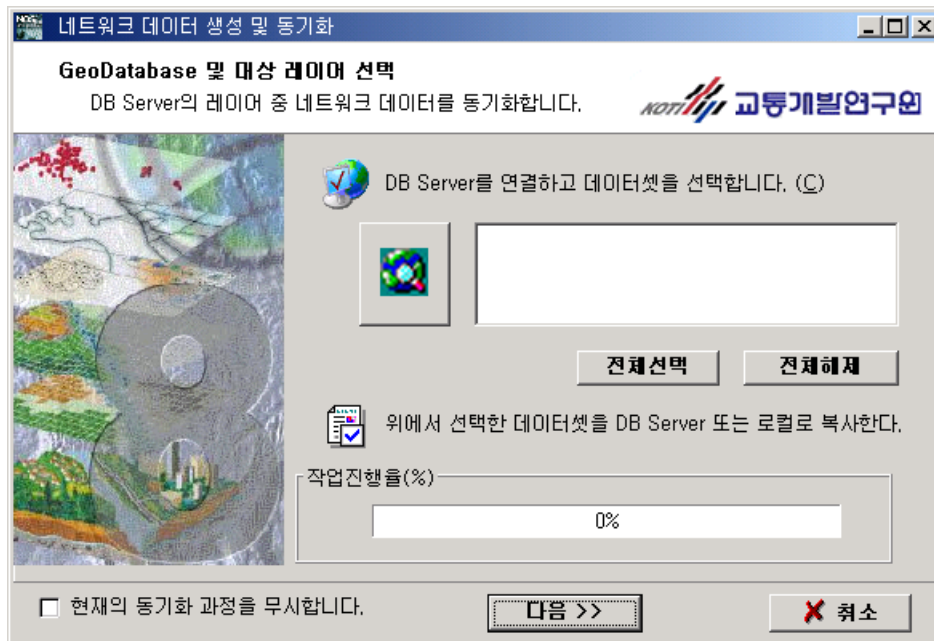 네트워크 데이터 생성 및 동기화
GeoDatabase 및 대상 레이어 선택
DB Server의 레이어 중 네트워크 데이터를 동기화합니다.
KOTI 교통개발연구원
DB Server를 연결하고 데이터셋을 선택합니다. (C)
전체선택 전체해제
위에서 선택한 데이터셋을 DB Server 또는 로컬로 복사한다.
작업진행율(%)
0%
현재의 동기화 과정을 무시합니다.
다음 >> 취소